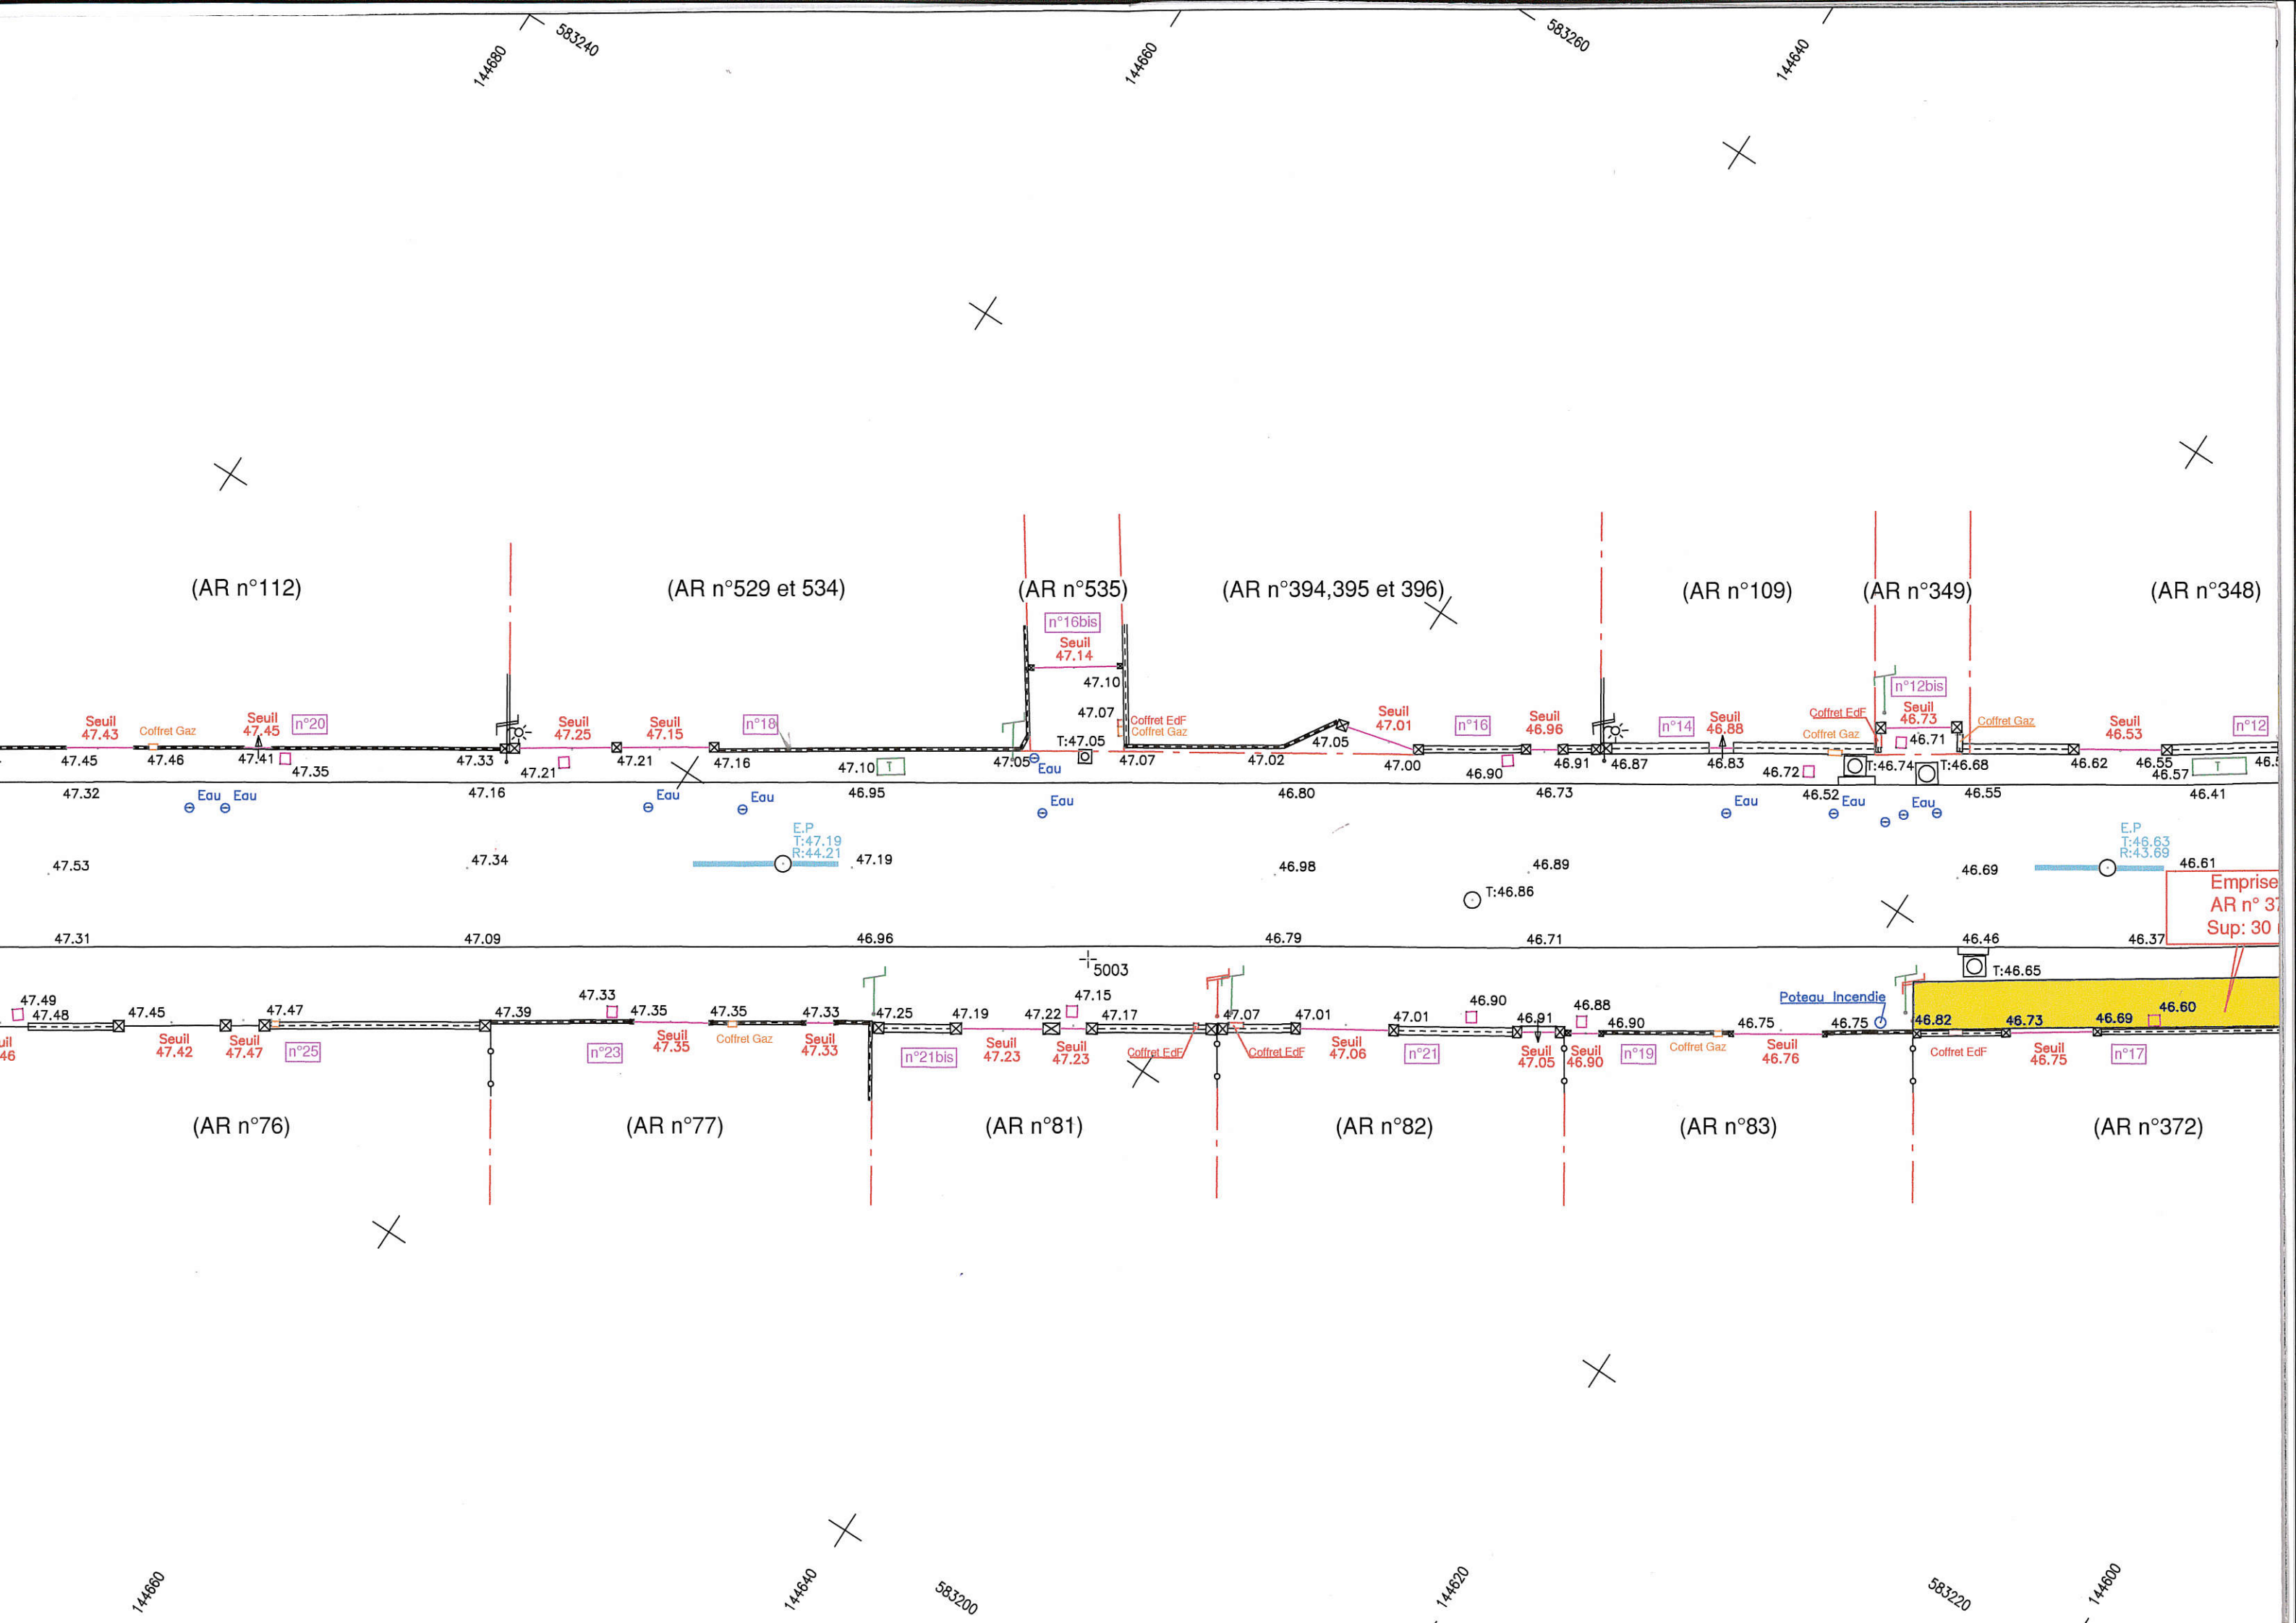 144680
583240
144660
583260
144640
(AR n°112)
(AR n°529 et 534)
(AR n°535)
(AR n°394,395 et 396)
(AR n°109)
(AR n°349)
(AR n°348)
n°16bis
Seuil
47.14
47.10
47.07
T:47.05
Coffret EdF
Coffret Gaz
Seuil
47.43
Coffret Gaz
Seuil
47.45
n°20
Seuil
47.25
Seuil
47.15
n°18
Seuil
47.01
n°16
Seuil
46.96
n°14
Seuil
46.88
Coffret EdF
Coffret Gaz
n°12bis
Seuil
46.73
46.71
Coffret Gaz
Seuil
46.53
n°12
47.45
47.46
47.41
47.35
47.33
47.21
47.21
47.16
47.10
T
47.05
Eau
47.07
47.02
47.05
47.00
46.90
46.91
46.87
46.83
46.72
T:46.74
T:46.68
46.62
46.55
46.57
T
47.32
Eau
Eau
47.16
Eau
Eau
46.95
Eau
46.80
46.73
Eau
46.52
Eau
Eau
46.55
46.41
E.P
T:47.19
R:44.21
E.P
T:46.63
R:43.69
47.53
47.34
47.19
46.98
46.89
46.69
46.61
T:46.86
Emprise
AR n° 37
Sup: 30
47.31
47.09
46.96
46.79
46.71
46.46
46.37
5003
T:46.65
47.49
47.48
47.45
47.47
47.39
47.33
47.35
47.35
47.33
47.25
47.19
47.22
47.15
47.17
47.07
47.01
47.01
46.90
46.91
46.88
46.90
46.75
46.75
Poteau Incendie
46.82
46.73
46.69
46.60
46
Seuil
47.42
Seuil
47.47
n°25
n°23
Seuil
47.35
Coffret Gaz
Seuil
47.33
n°21bis
Seuil
47.23
Seuil
47.23
Coffret EdF
Coffret EdF
Seuil
47.06
n°21
Seuil
47.05
Seuil
46.90
n°19
Coffret Gaz
Seuil
46.76
Coffret EdF
Seuil
46.75
n°17
(AR n°76)
(AR n°77)
(AR n°81)
(AR n°82)
(AR n°83)
(AR n°372)
144660
144640
583200
144620
583220
144600